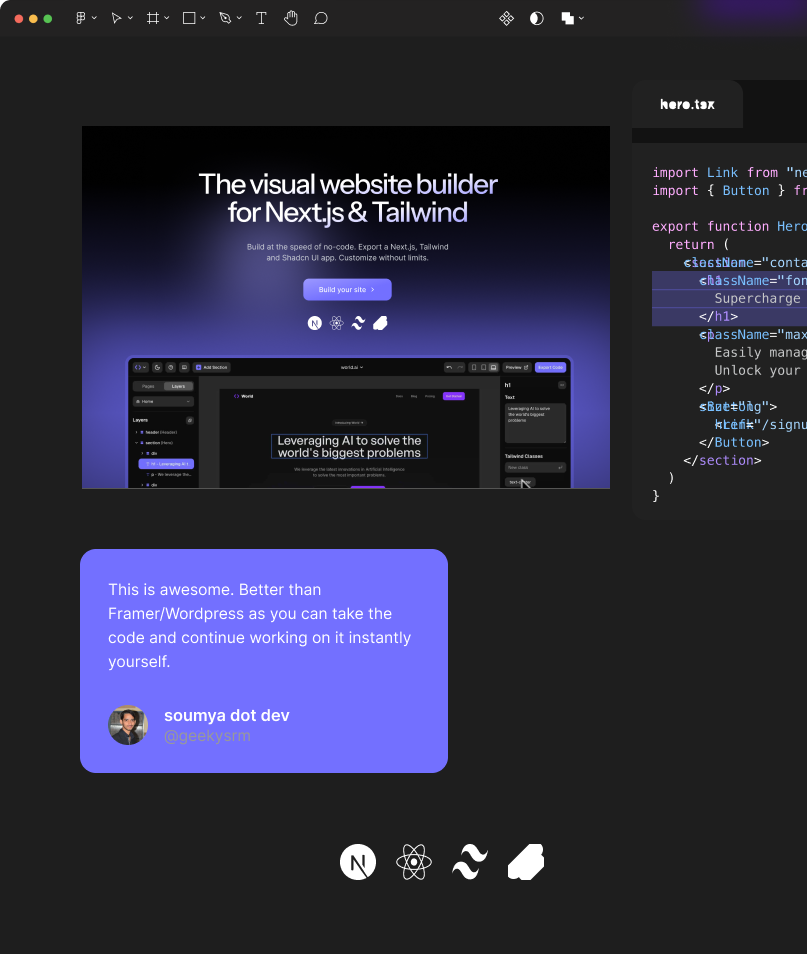 hero.tsx
The visual website builder
for Next.js & Tailwind
Build at the speed of no-code. Export a Next.js, Tailwind
and Shadcn UI app. Customize without limits.
Build your site
Add Section
world.ai
Preview
Export Code
Pages
Layers
Home
Layers
header (Header)
section (Hero)
div
h1 - Leveraging AI t
div
World
Blog
Pricing
Leveraging AI to solve the
world's biggest problems
We leverage the latest innovations in Artificial Intelligence
to solve the most important problems.
h1
Text
Leveraging AI to solve
the world's biggest
problems
Tailwind Classes
New class
import Link from "ne
import { Button } fr
export function Hero
return (
className="conta
className="fon
Supercharge
</h1>
className="max
Easily manag
Unlock your
</p>
="/signu
</Button>
</section>
)
}
This is awesome. Better than
Framer/Wordpress as you can take the
code and continue working on it instantly
yourself.
soumya dot dev
@geekysrm